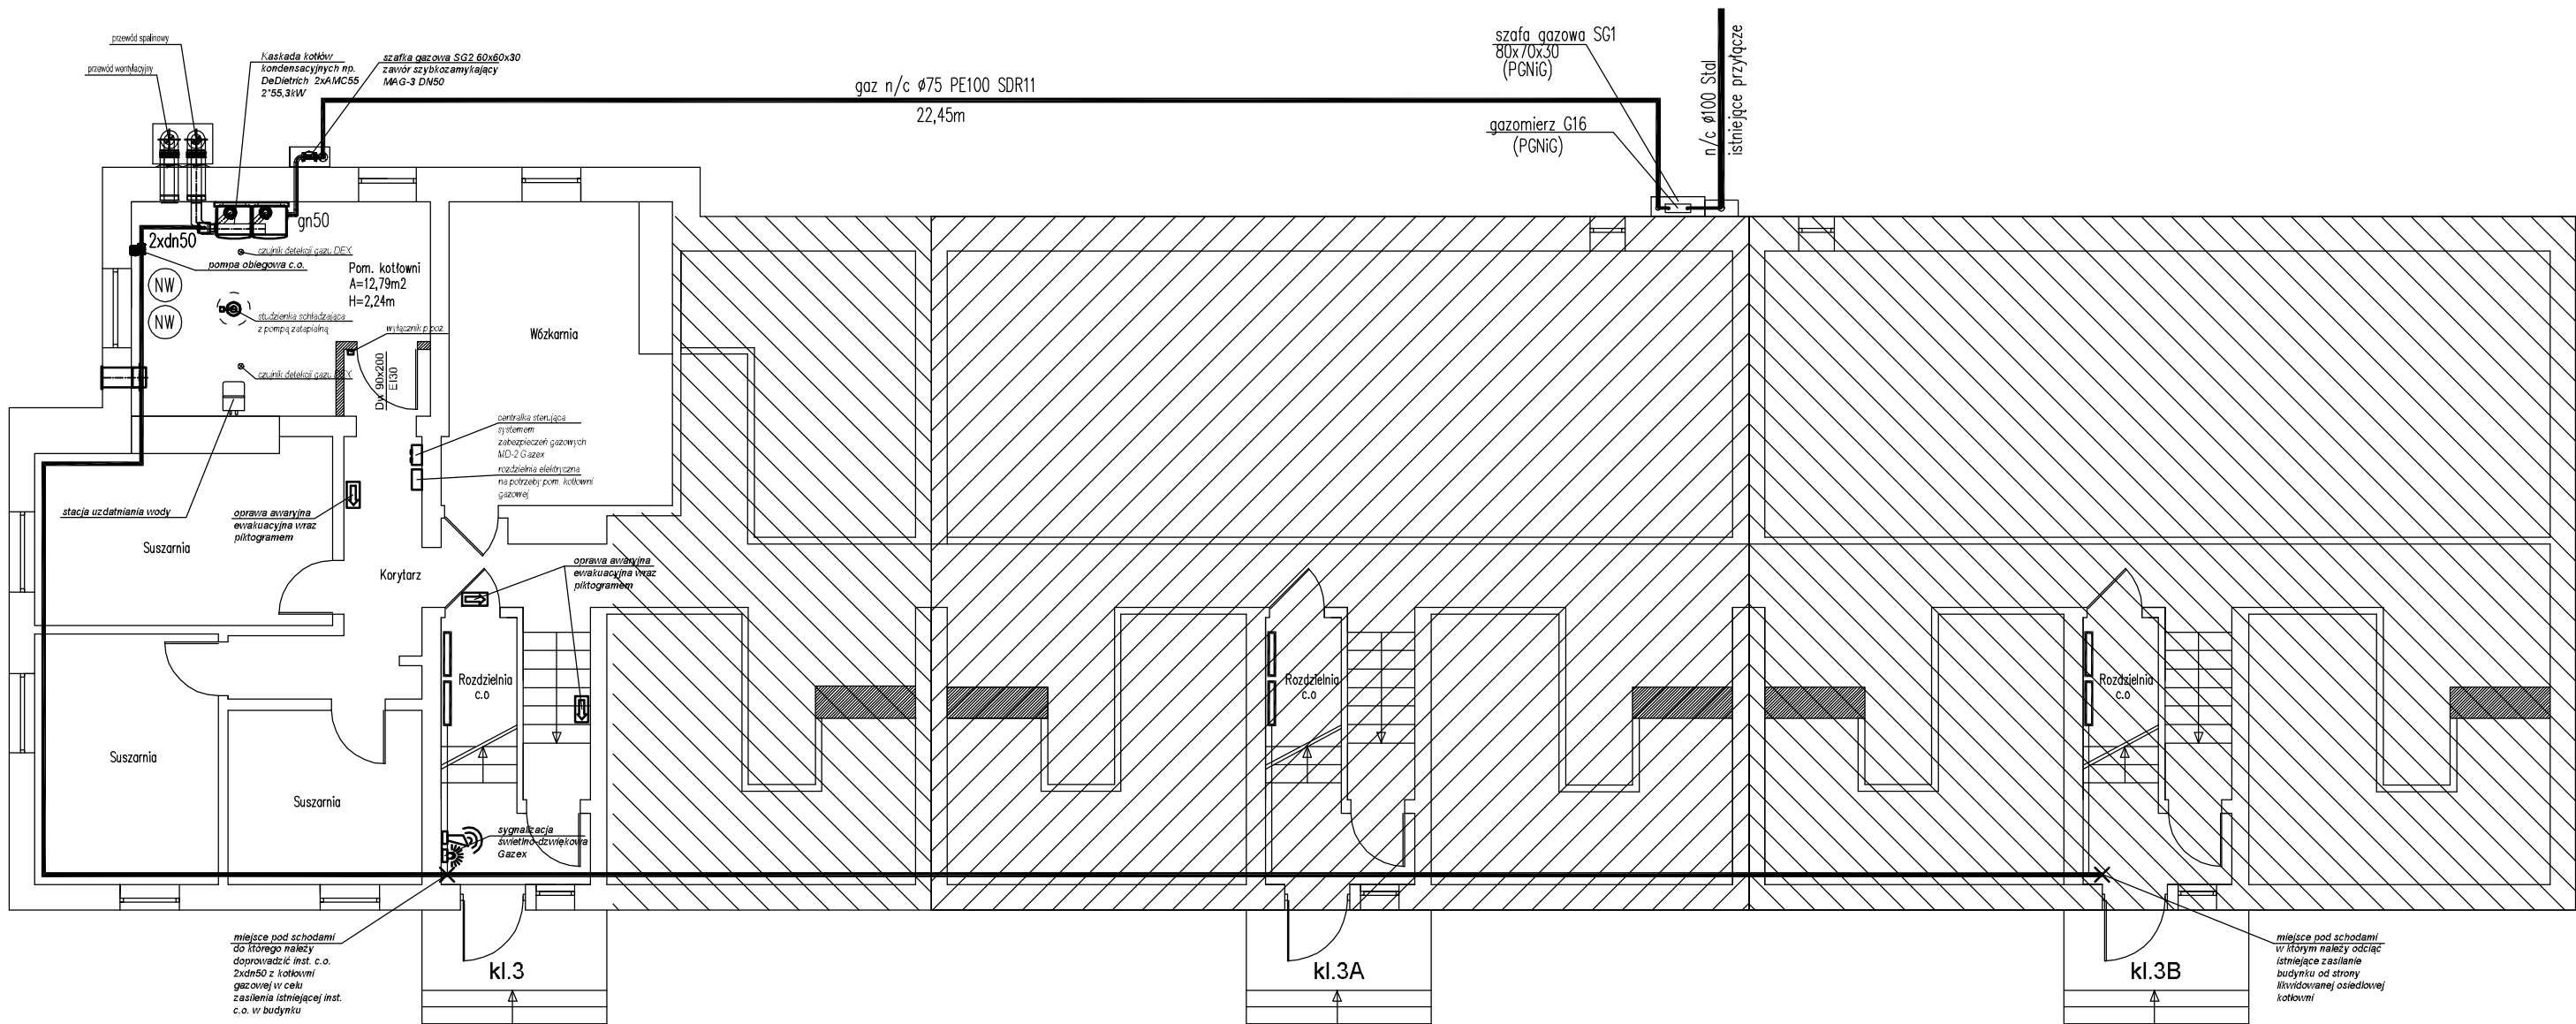 przewód spalinowy
przewód wentylacyjny
Kaskada kotłów
kondensacyjnych np.
DeDietrich 2xAMC55
2*55,3kW
szafka gazowa SG2 60x60x30
zawór szybkozamykający
MAG-3 DN50
gaz n/c ø75 PE100 SDR11
22,45m
szafa gazowa SG1
80x70x30
(PGNiG)
gazomierz G16
(PGNiG)
n/c ø100 Stal
istniejące przyłącze
gn50
2xdn50
czujnik detekcji gazu DEX
pompa obiegowa c.o.
Pom. kotłowni
A=12,79m2
H=2,24m
NW
NW
studzienka schładzająca
z pompą zatapialną
wyłącznik p.poż.
Wózkarnia
czujnik detekcji gazu DEX
Dw 90x200
EI30
centralka sterująca
systemem
zabezpieczeń gazowych
MD-2 Gazex
rozdzielnia elektryczna
na potrzeby pom. kotłowni
gazowej
stacja uzdatniania wody
oprawa awaryjna
ewakuacyjna wraz
piktogramem
Suszarnia
Korytarz
oprawa awaryjna
ewakuacyjna wraz
piktogramem
Rozdzielnia
c.o
Rozdzielnia
c.o
Rozdzielnia
c.o
Suszarnia
Suszarnia
sygnalizacja
świetlno-dzwiękowa
Gazex
miejsce pod schodami
do którego należy
doprowadzić inst. c.o.
2xdn50 z kotłowni
gazowej w celu
zasilenia istniejącej inst.
c.o. w budynku
kl.3
kl.3A
kl.3B
miejsce pod schodami
w którym należy odciąć
istniejące zasilanie
budynku od strony
likwidowanej osiedlowej
kotłowni